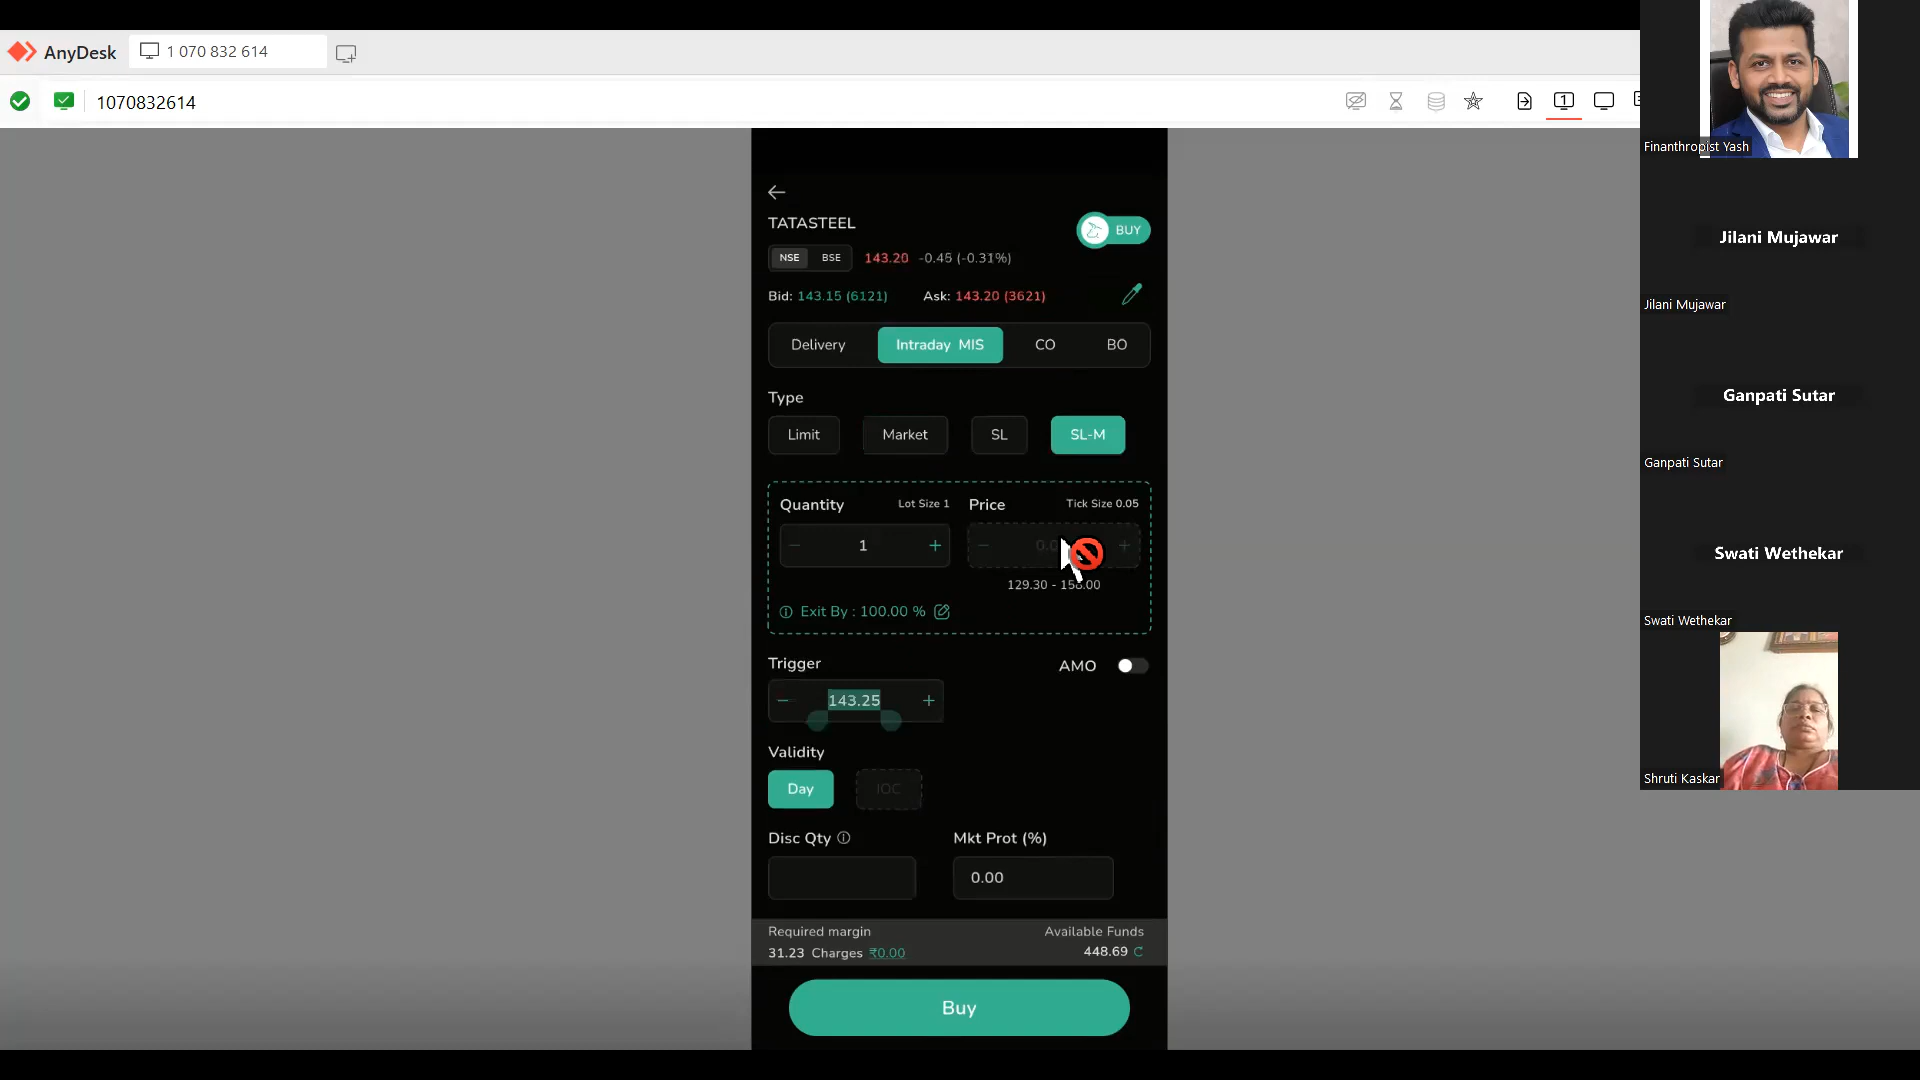 AnyDesk
1 070 832 614
1070832614
1
TATASTEEL
BUY
NSE BSE 143.20 -0.45 (-0.31%)
Bid: 143.15 (6121) Ask: 143.20 (3621)
Delivery Intraday MIS CO BO
Type
Limit Market SL SL-M
Quantity Lot Size 1 Price Tick Size 0.05
1
129.30 -
Exit By : 100.00 %
Trigger AMO
143.25
Validity
Day IOC
Disc Qty Mkt Prot (%)
0.00
Required margin Available Funds
31.23 Charges ₹0.00 448.69
Buy
Finanthropist Yash
Jilani Mujawar
Jilani Mujawar
Ganpati Sutar
Ganpati Sutar
Swati Wethekar
Swati Wethekar
Shruti Kaskar